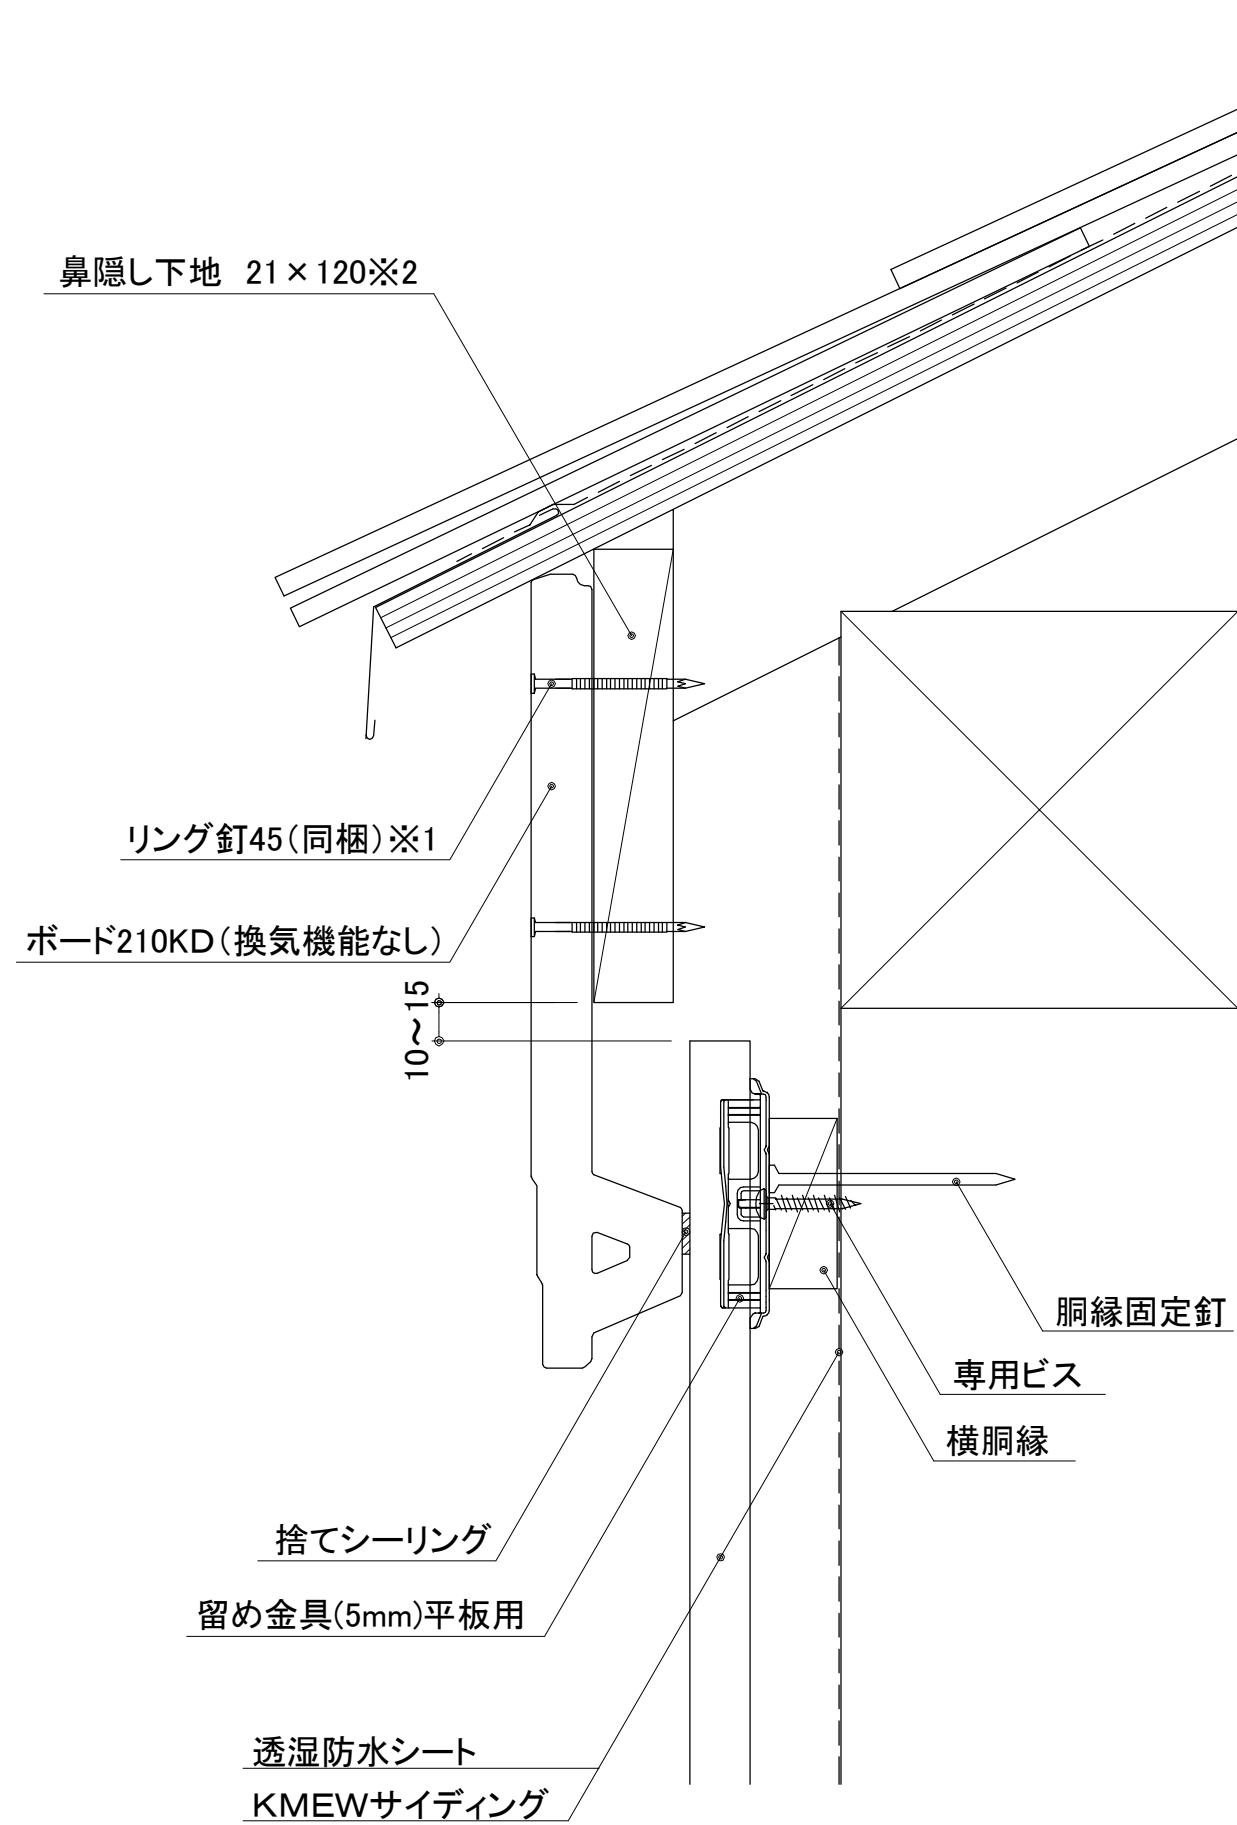 鼻隠し下地 21×120※2
リング釘45(同梱)※1
ボード210KD(換気機能なし)
10～15
胴縁固定釘
専用ビス
横胴縁
捨てシーリング
留め金具(5mm)平板用
透湿防水シート
KMEWサイディング